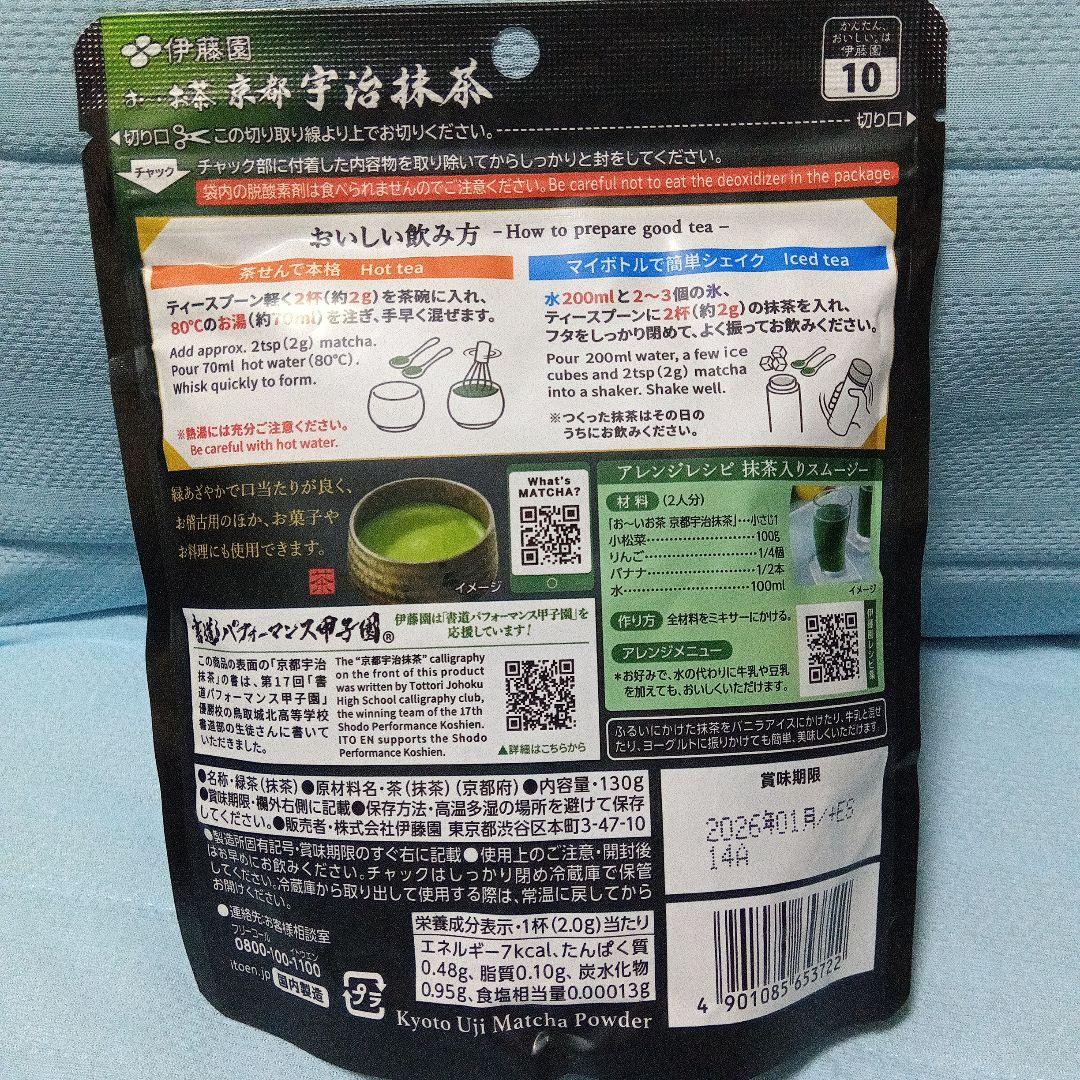 伊藤園
かんたん、
おいしい。は
伊藤園
10
お〜いお茶 京都 宇治抹茶
切り口 この切り取り線より上でお切りください。 切り口
チャック チャック部に付着した内容物を取り除いてからしっかりと封をしてください。
袋内の脱酸素剤は食べられませんのでご注意ください。Be careful not to eat the deoxidizer in the package.
おいしい飲み方 -How to prepare good tea-
茶せんで本格 Hot tea
ティースプーン軽く2杯(約2g)を茶碗に入れ、
80℃のお湯(約70ml)を注ぎ、手早く混ぜます。
Add approx. 2tsp(2g) matcha.
Pour 70ml hot water(80℃).
Whisk quickly to form.
※熱湯には充分ご注意ください。
Be careful with hot water.
マイボトルで簡単シェイク Iced tea
水200mlと2〜3個の氷、
ティースプーンに2杯(約2g)の抹茶を入れ、
フタをしっかり閉めて、よく振ってお飲みください。
Pour 200ml water, a few ice
cubes and 2tsp(2g) matcha
into a shaker. Shake well.
※つくった抹茶はその日の
うちにお飲みください。
緑あざやかで口当たりが良く、
お稽古用のほか、お菓子や
お料理にも使用できます。
茶
イメージ
What's
MATCHA?
アレンジレシピ 抹茶入りスムージー
材料 (2人分)
「お〜いお茶 京都宇治抹茶」…小さじ1
小松菜…100g
りんご…1/4個
バナナ…1/2本
水…100ml
イメージ
作り方 全材料をミキサーにかける。
アレンジメニュー
*お好みで、水の代わりに牛乳や豆乳
を加えても、おいしくいただけます。
伊藤園レシピ集
書道パフォーマンス甲子園®
伊藤園は「書道パフォーマンス甲子園」を
応援しています!
この商品の表面の「京都宇治
抹茶」の書は、第17回「書
道パフォーマンス甲子園」
優勝校の鳥取城北高等学校
書道部の生徒さんに書いて
いただきました。
The "京都宇治抹茶" calligraphy
on the front of this product
was written by Tottori Johoku
High School calligraphy club,
the winning team of the 17th
Shodo Performance Koshien.
ITO EN supports the Shodo
Performance Koshien.
▲詳細はこちらから
ふるいにかけた抹茶をバニラアイスにかけたり、牛乳と混ぜ
たり、ヨーグルトに振りかけても簡単、美味しくいただけます。
●名称・緑茶(抹茶)●原材料名・茶(抹茶)(京都府)●内容量・130g
●賞味期限・欄外右側に記載●保存方法・高温多湿の場所を避けて保存
してください。●販売者・株式会社伊藤園 東京都渋谷区本町3-47-10
●製造所固有記号・賞味期限のすぐ右に記載●使用上のご注意・開封後
はお早めにお飲みください。チャックはしっかり閉め冷蔵庫で保管
してください。冷蔵庫から取り出して使用する際は、常温に戻してから
お開けください。
賞味期限
2026年01月/+ES
14A
●連絡先:お客様相談室
フリーコール イトウエン
0800-100-1100
itoen.jp 国内製造
プラ
栄養成分表示・1杯(2.0g)当たり
エネルギー7kcal、たんぱく質
0.48g、脂質0.10g、炭水化物
0.95g、食塩相当量0.00013g
Kyoto Uji Matcha Powder
4 901085 653722